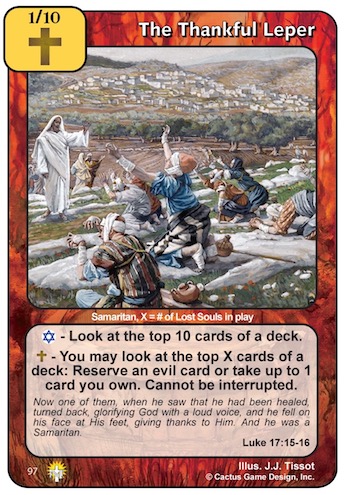 1/10
The Thankful Leper
Samaritan, X = # of Lost Souls in play
- Look at the top 10 cards of a deck.
- You may look at the top X cards of a
deck: Reserve an evil card or take up to 1
card you own. Cannot be interrupted.
Now one of them, when he saw that he had been healed,
turned back, glorifying God with a loud voice, and he fell on
his face at His feet, giving thanks to Him. And he was a
Samaritan.
Luke 17:15-16
97
Illus. J.J. Tissot
© Cactus Game Design, Inc.